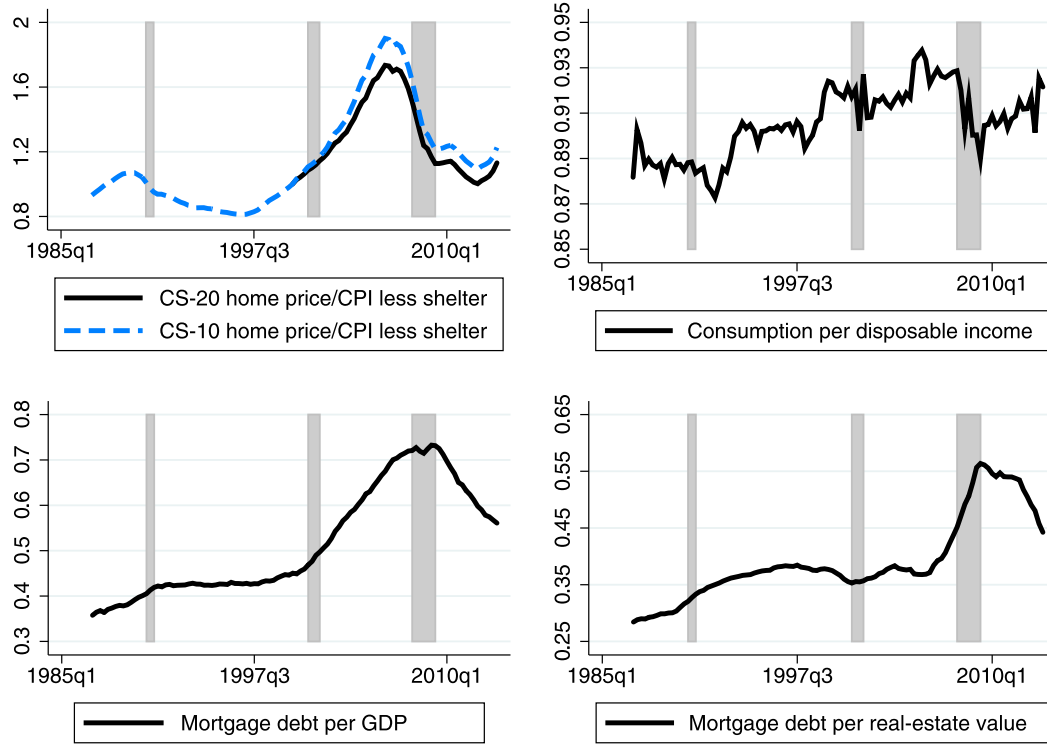 2
1.6
1.2
0.8
1985q1 1997q3 2010q1
CS-20 home price/CPI less shelter
CS-10 home price/CPI less shelter
0.95
0.93
0.91
0.89
0.87
0.85
1985q1 1997q3 2010q1
Consumption per disposable income
0.8
0.7
0.6
0.5
0.4
0.3
1985q1 1997q3 2010q1
Mortgage debt per GDP
0.65
0.55
0.45
0.35
0.25
1985q1 1997q3 2010q1
Mortgage debt per real-estate value